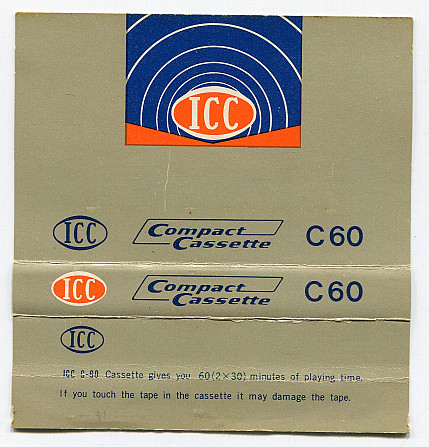 ICC
ICC Compact Cassette C60
ICC Compact Cassette C60
ICC
ICC C-90 Cassette gives you 60(2×30) minutes of playing time.
If you touch the tape in the cassette it may damage the tape.